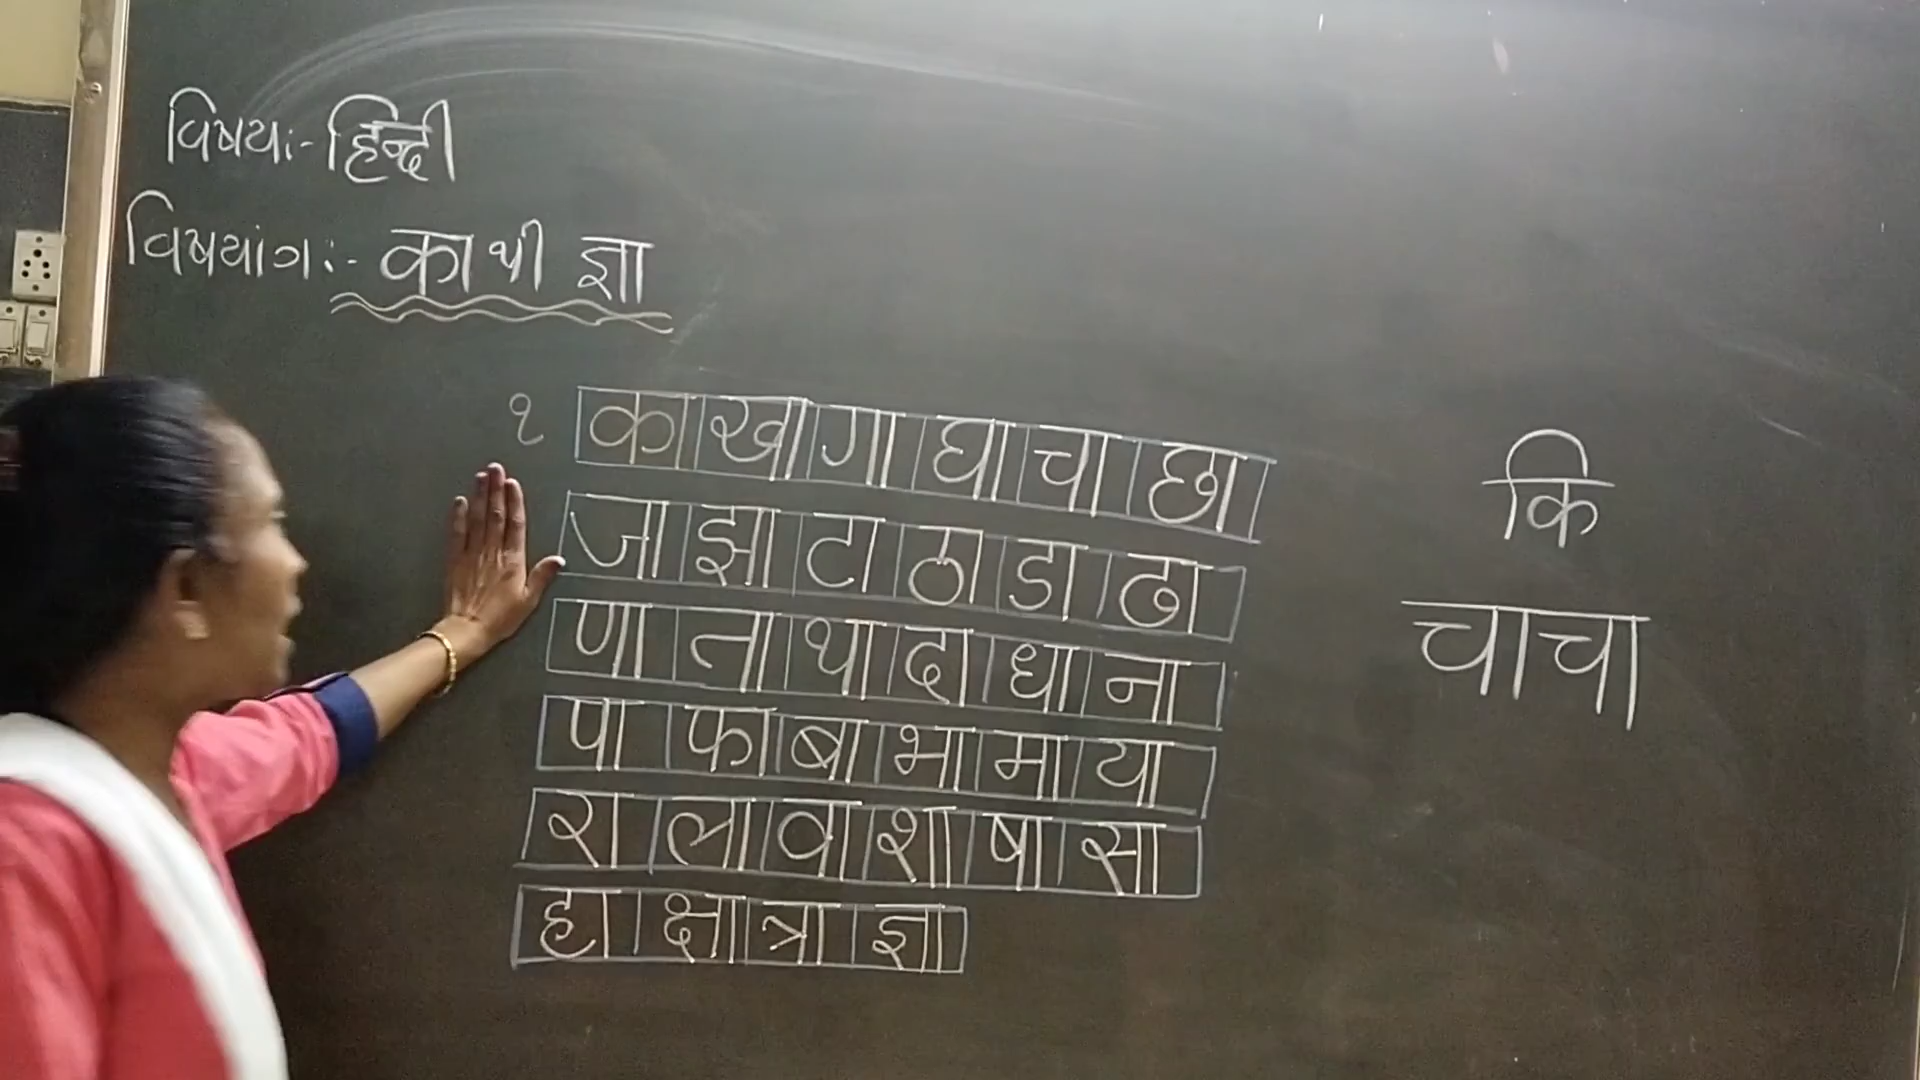 विषयः- हिन्दी
विषयांग:- का थी ज्ञा
१ का खा गा घा चा छा
जा झा टा ठा डा ढा
णा ता था दा धा ना
पा फा बा भा मा या
रा ला वा शा षा सा
हा क्षा त्रा ज्ञा
कि
चाचा